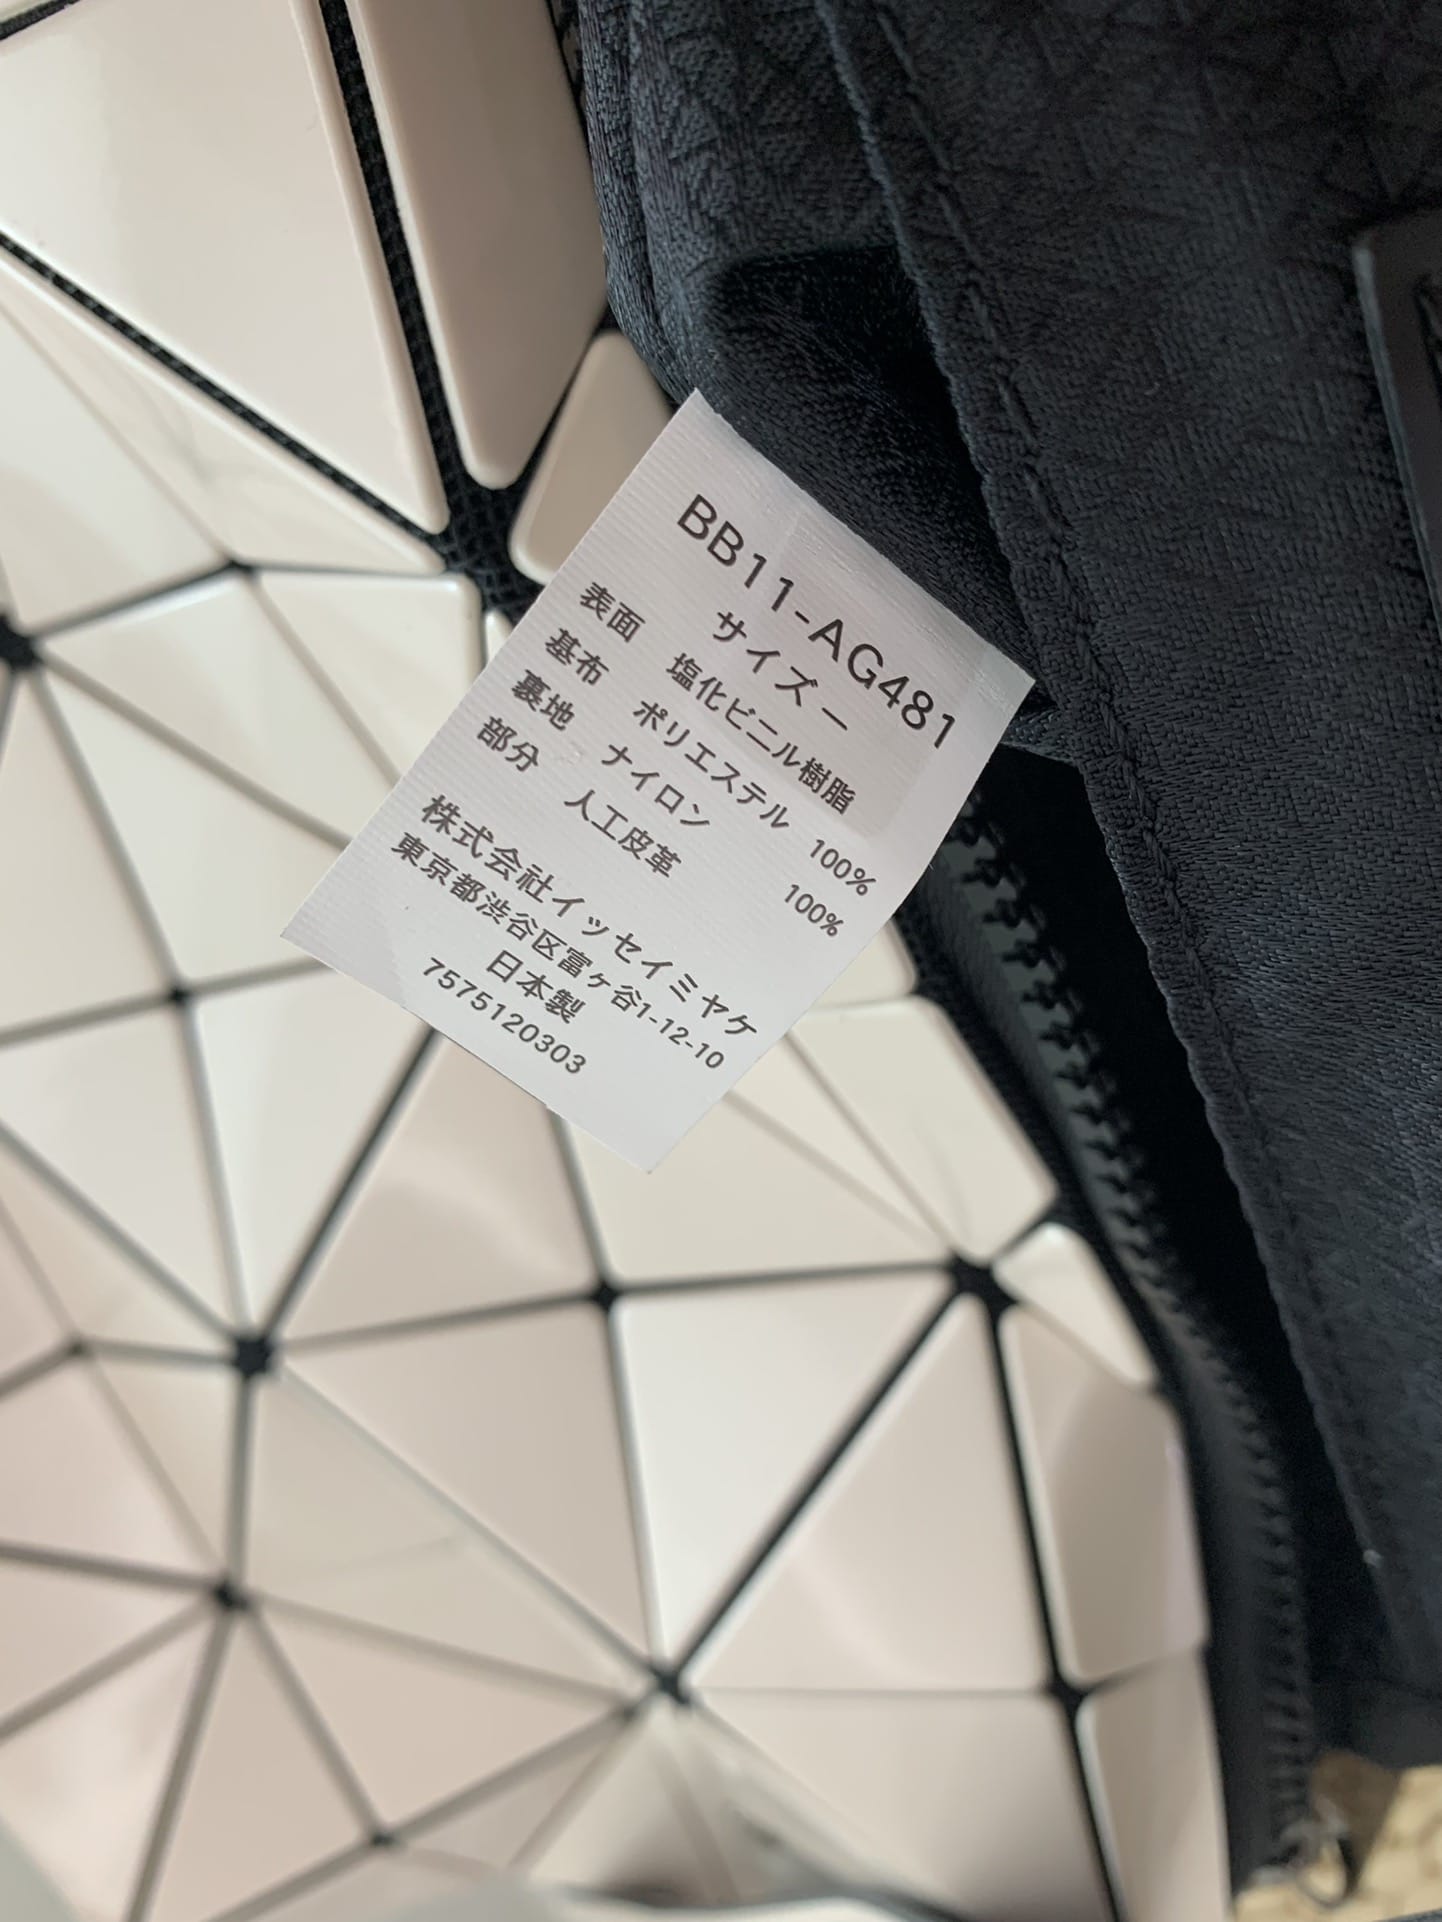 BB11-AG481
サイズ ー
表面 塩化ビニル樹脂
基布 ポリエステル 100%
裏地 ナイロン 100%
部分 人工皮革
株式会社イッセイミヤケ
東京都渋谷区富ヶ谷1-12-10
日本製
7575120303